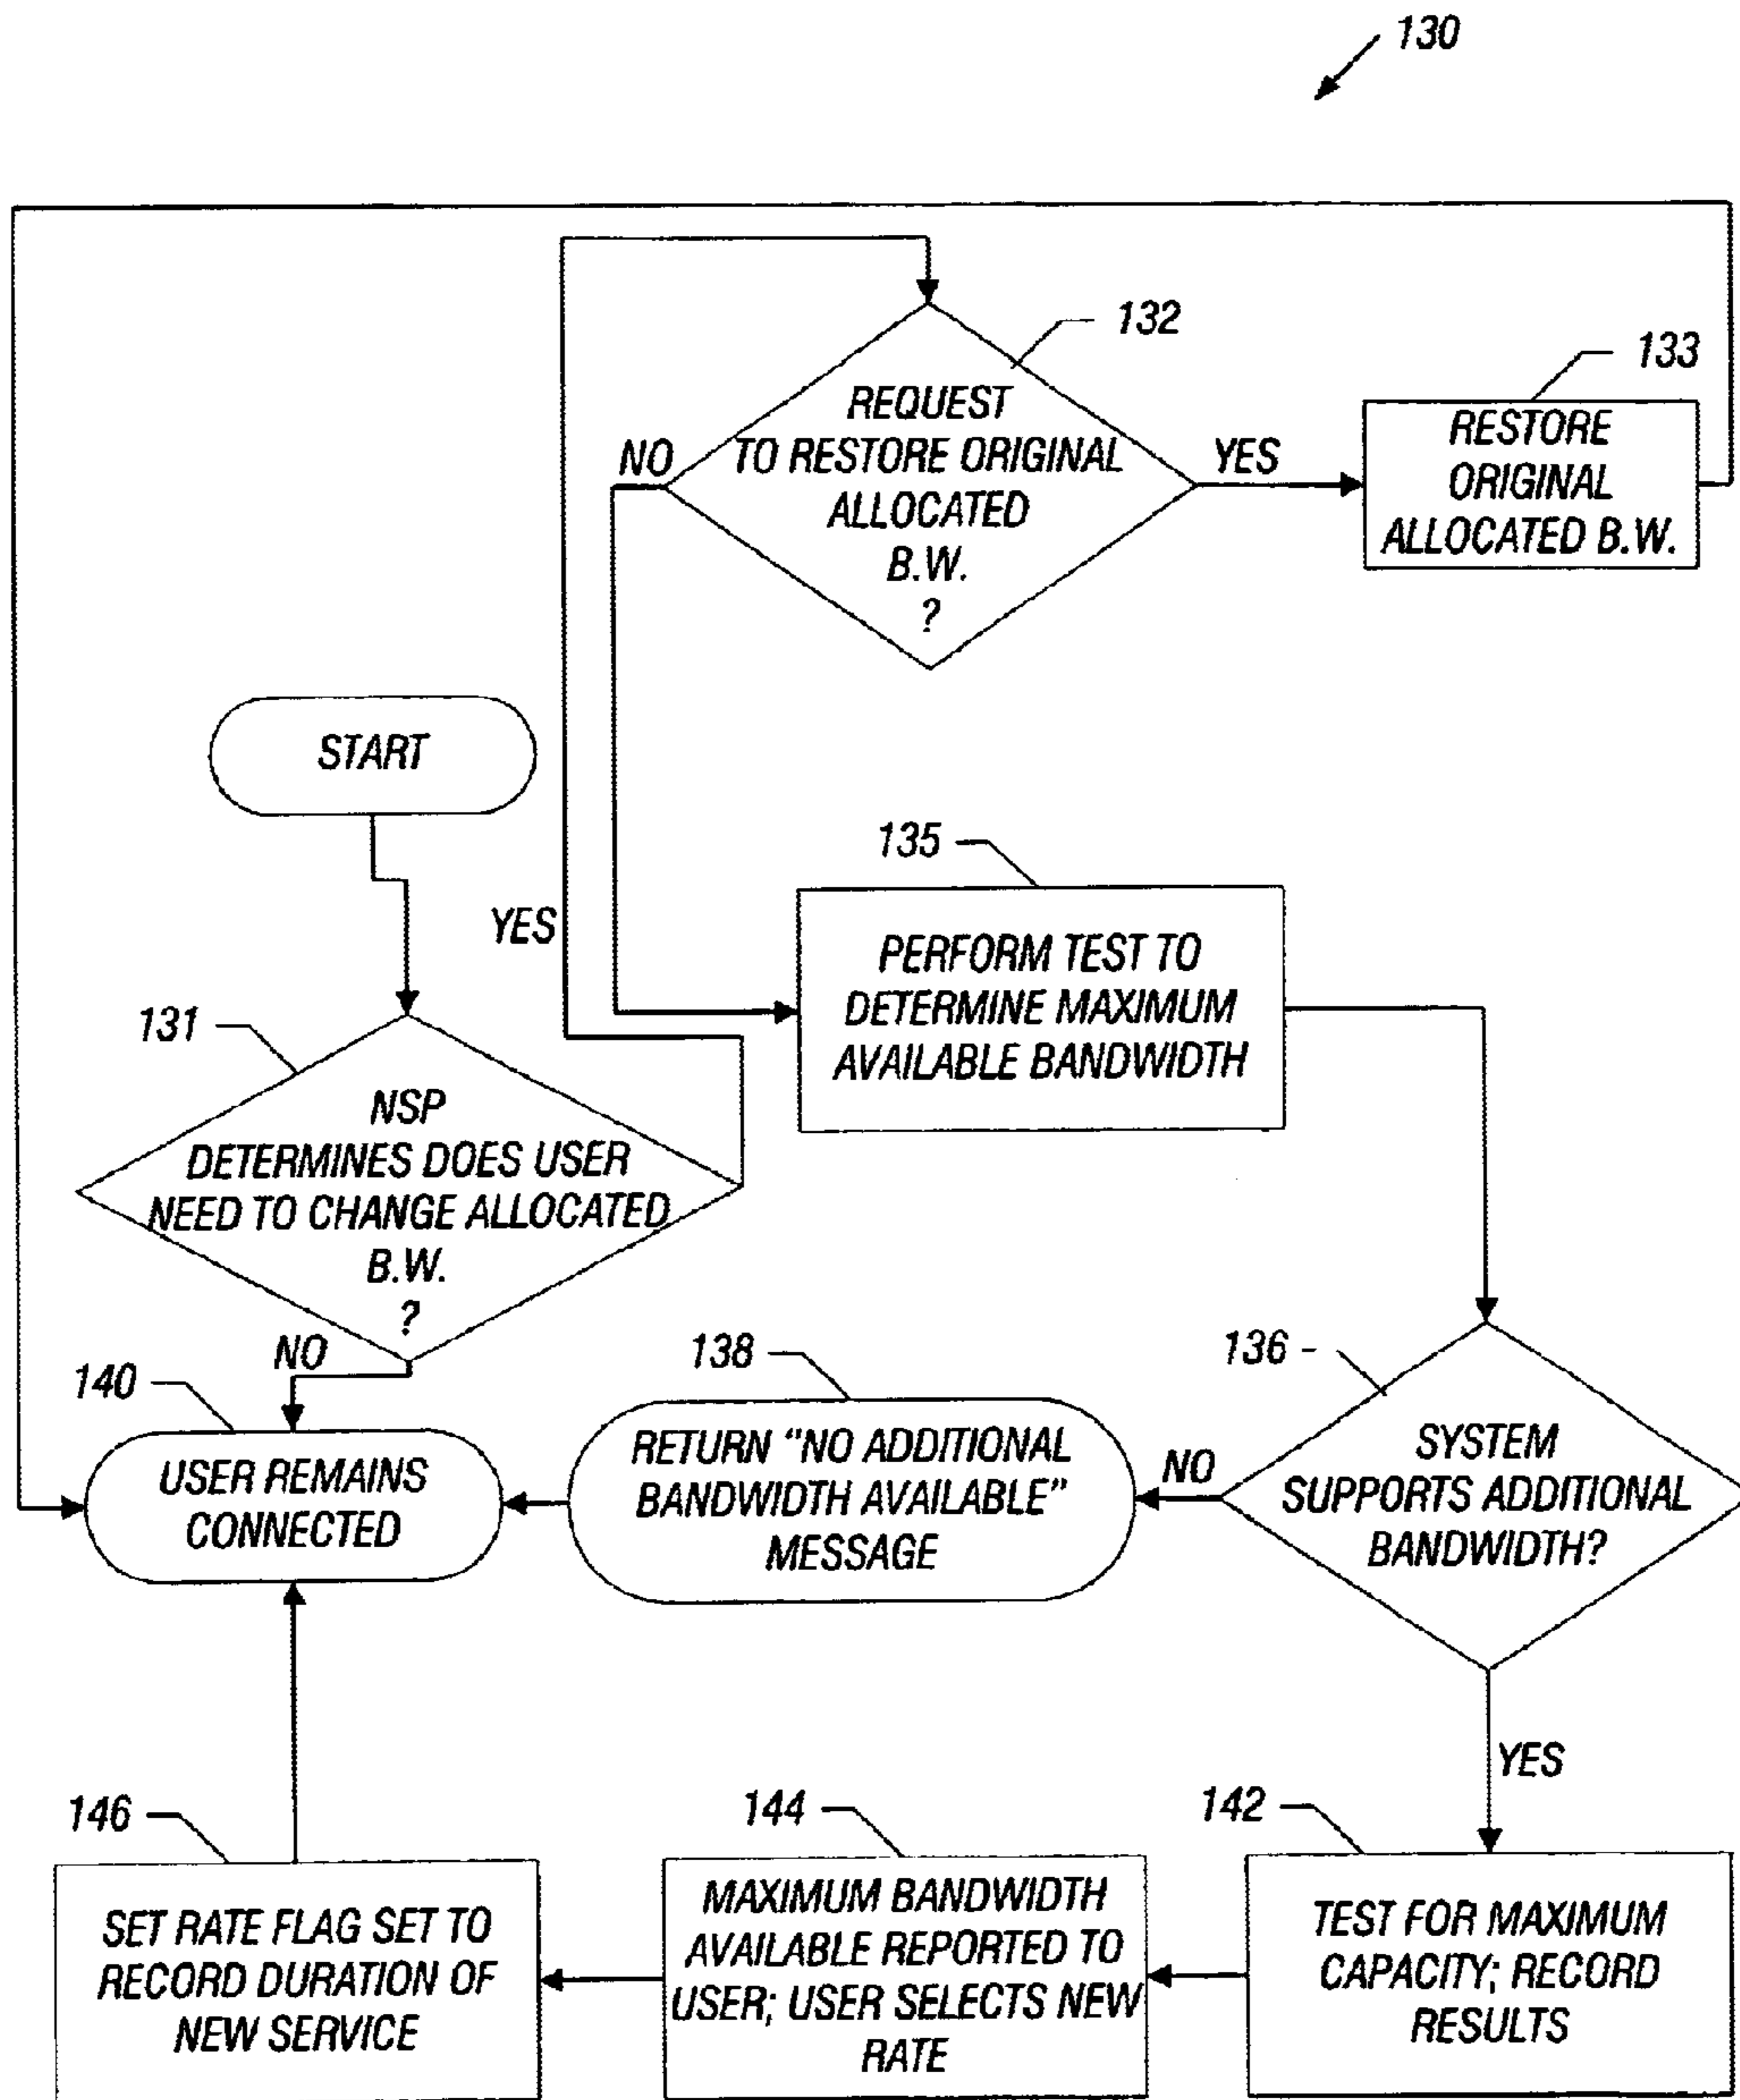 130
132
REQUEST
TO RESTORE ORIGINAL
ALLOCATED
B.W.
?
NO
YES
133
RESTORE
ORIGINAL
ALLOCATED B.W.
START
YES
135
PERFORM TEST TO
DETERMINE MAXIMUM
AVAILABLE BANDWIDTH
131
NSP
DETERMINES DOES USER
NEED TO CHANGE ALLOCATED
B.W.
?
NO
140
USER REMAINS
CONNECTED
138
RETURN "NO ADDITIONAL
BANDWIDTH AVAILABLE"
MESSAGE
NO
136
SYSTEM
SUPPORTS ADDITIONAL
BANDWIDTH?
YES
146
SET RATE FLAG SET TO
RECORD DURATION OF
NEW SERVICE
144
MAXIMUM BANDWIDTH
AVAILABLE REPORTED TO
USER; USER SELECTS NEW
RATE
142
TEST FOR MAXIMUM
CAPACITY; RECORD
RESULTS